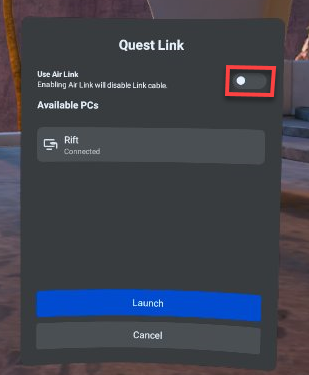 Quest Link
Use Air Link
Enabling Air Link will disable Link cable.
Available PCs
Rift
Connected
Launch
Cancel